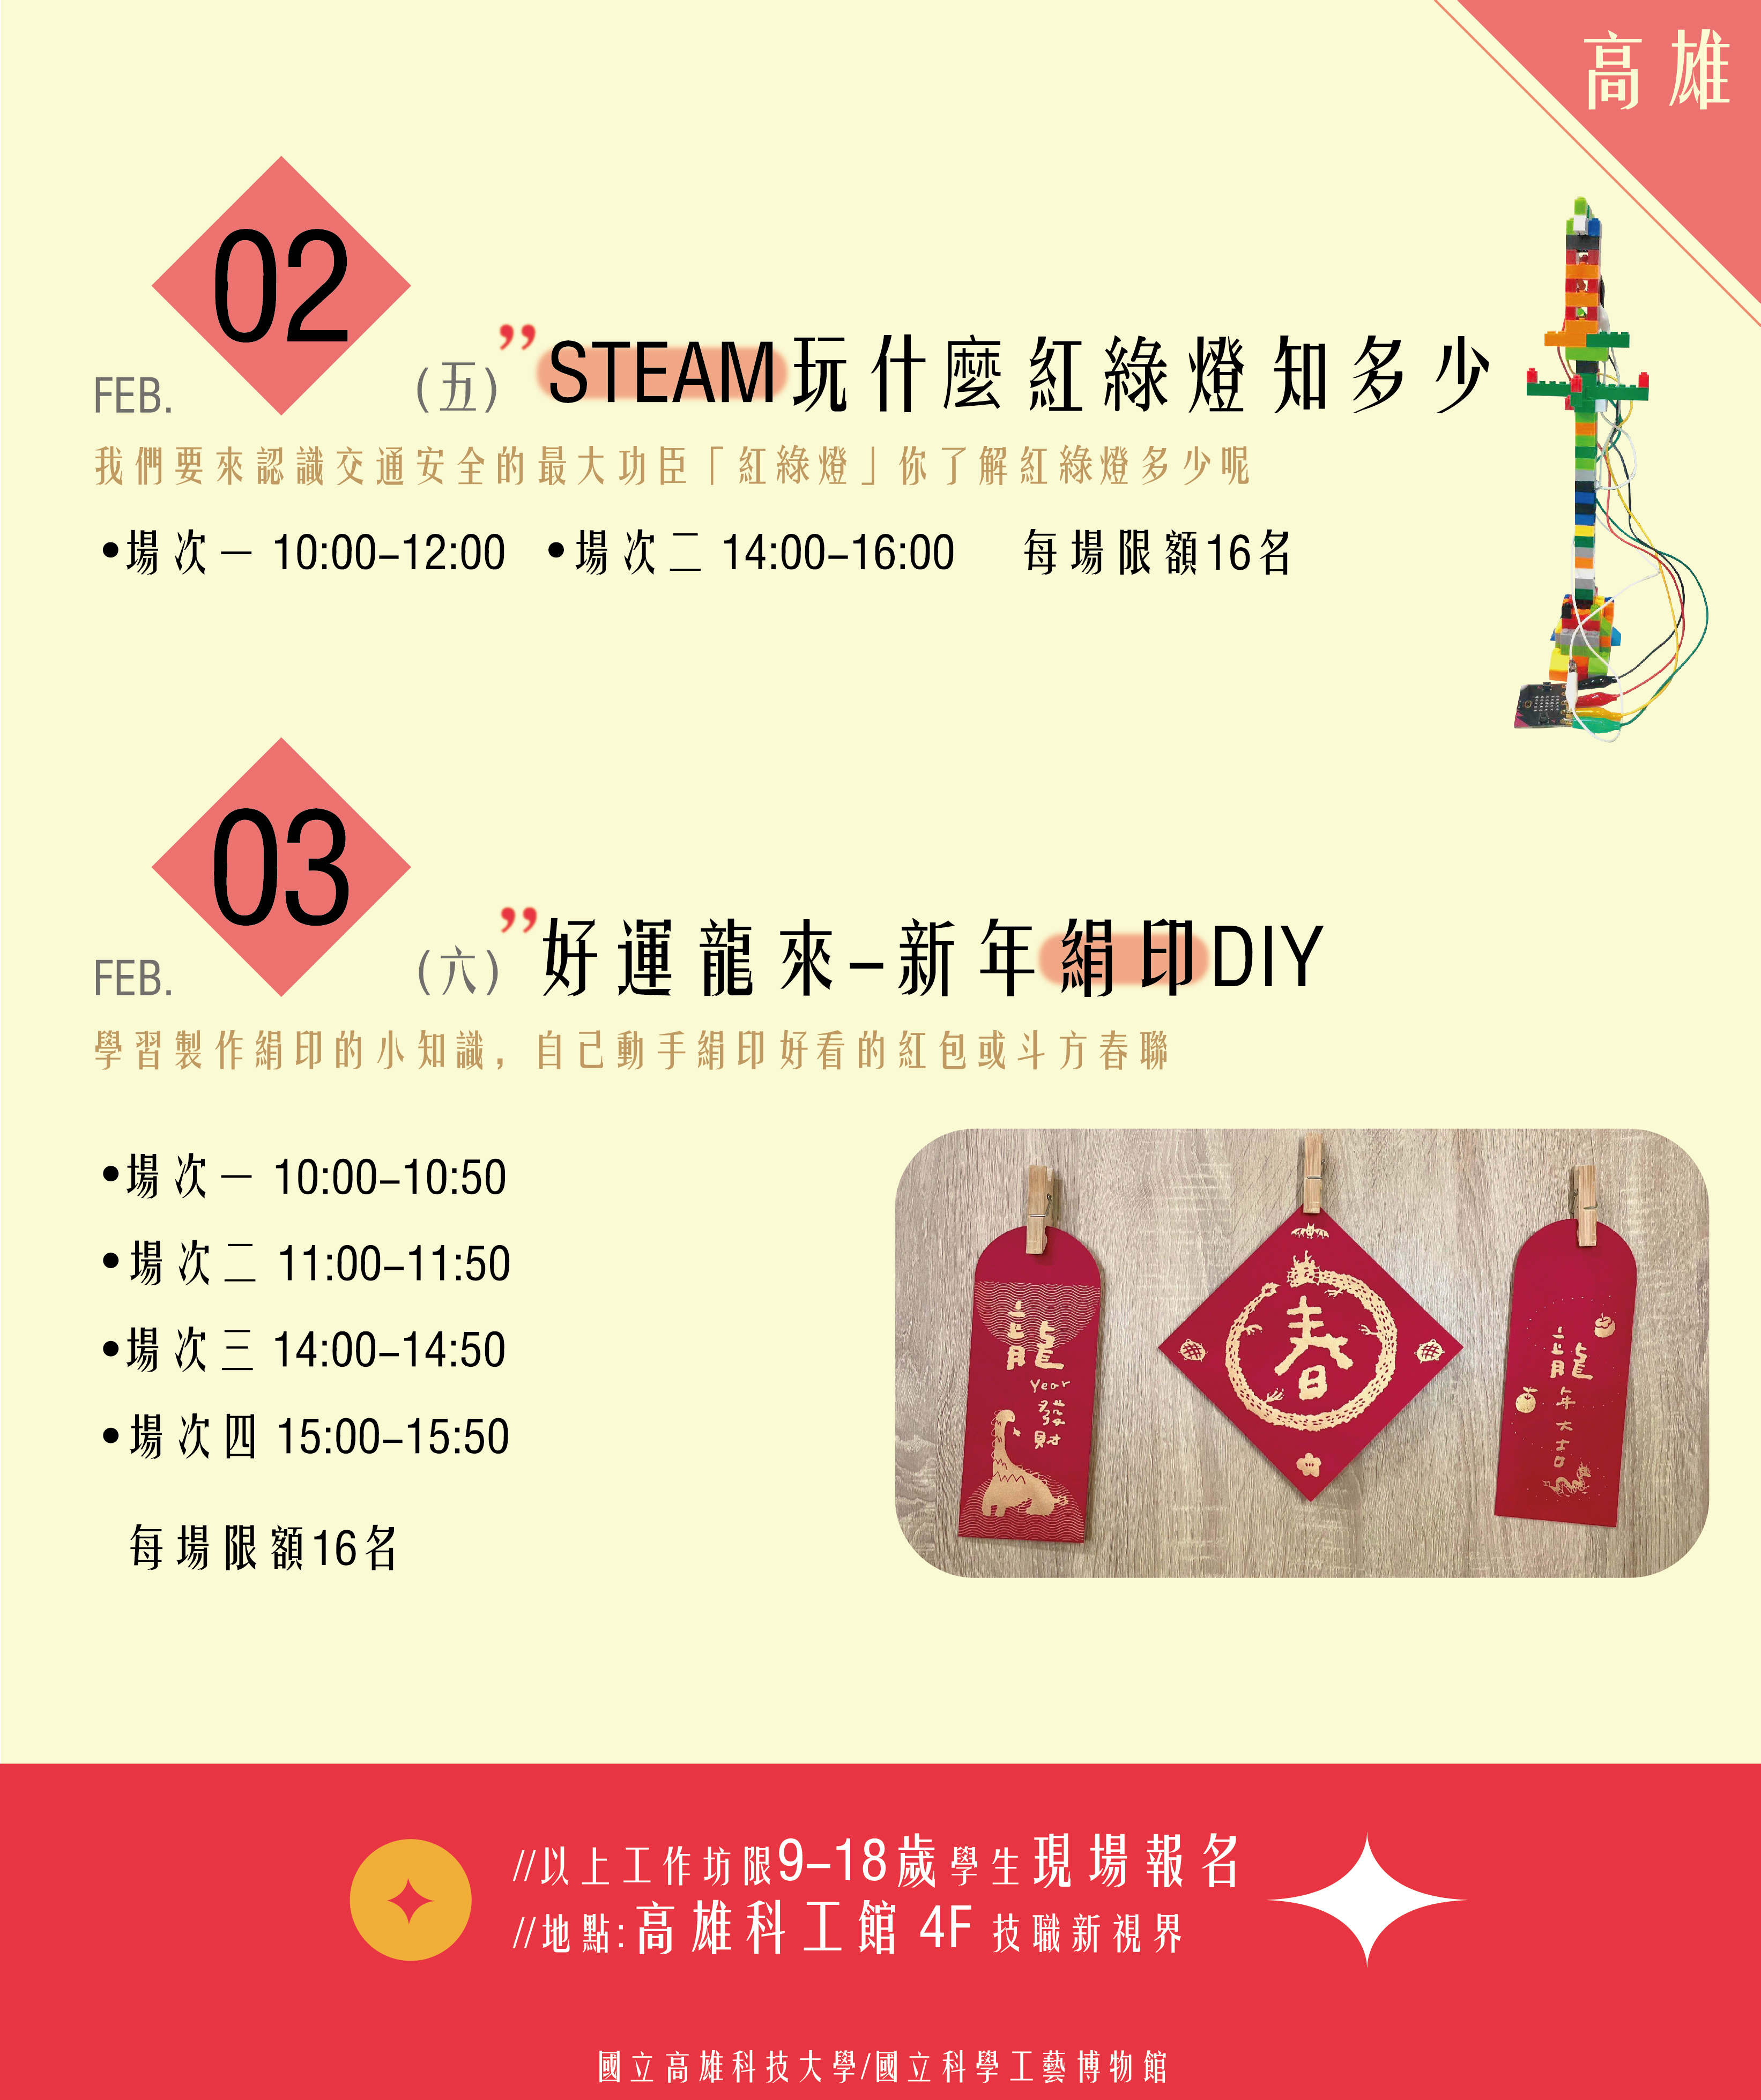 高雄
02
FEB.
(五)
”STEAM玩什麼紅綠燈知多少
我們要來認識交通安全的最大功臣「紅綠燈」你了解紅綠燈多少呢
•場次一 10:00–12:00 •場次二 14:00–16:00 每場限額16名
03
FEB.
(六)
”好運龍來–新年絹印DIY
學習製作絹印的小知識，自己動手絹印好看的紅包或斗方春聯
•場次一 10:00–10:50
•場次二 11:00–11:50
•場次三 14:00–14:50
•場次四 15:00–15:50
每場限額16名
龍
Year
發
財
春
龍
年
大
吉
//以上工作坊限9–18歲學生現場報名
//地點:高雄科工館 4F 技職新視界
國立高雄科技大學/國立科學工藝博物館